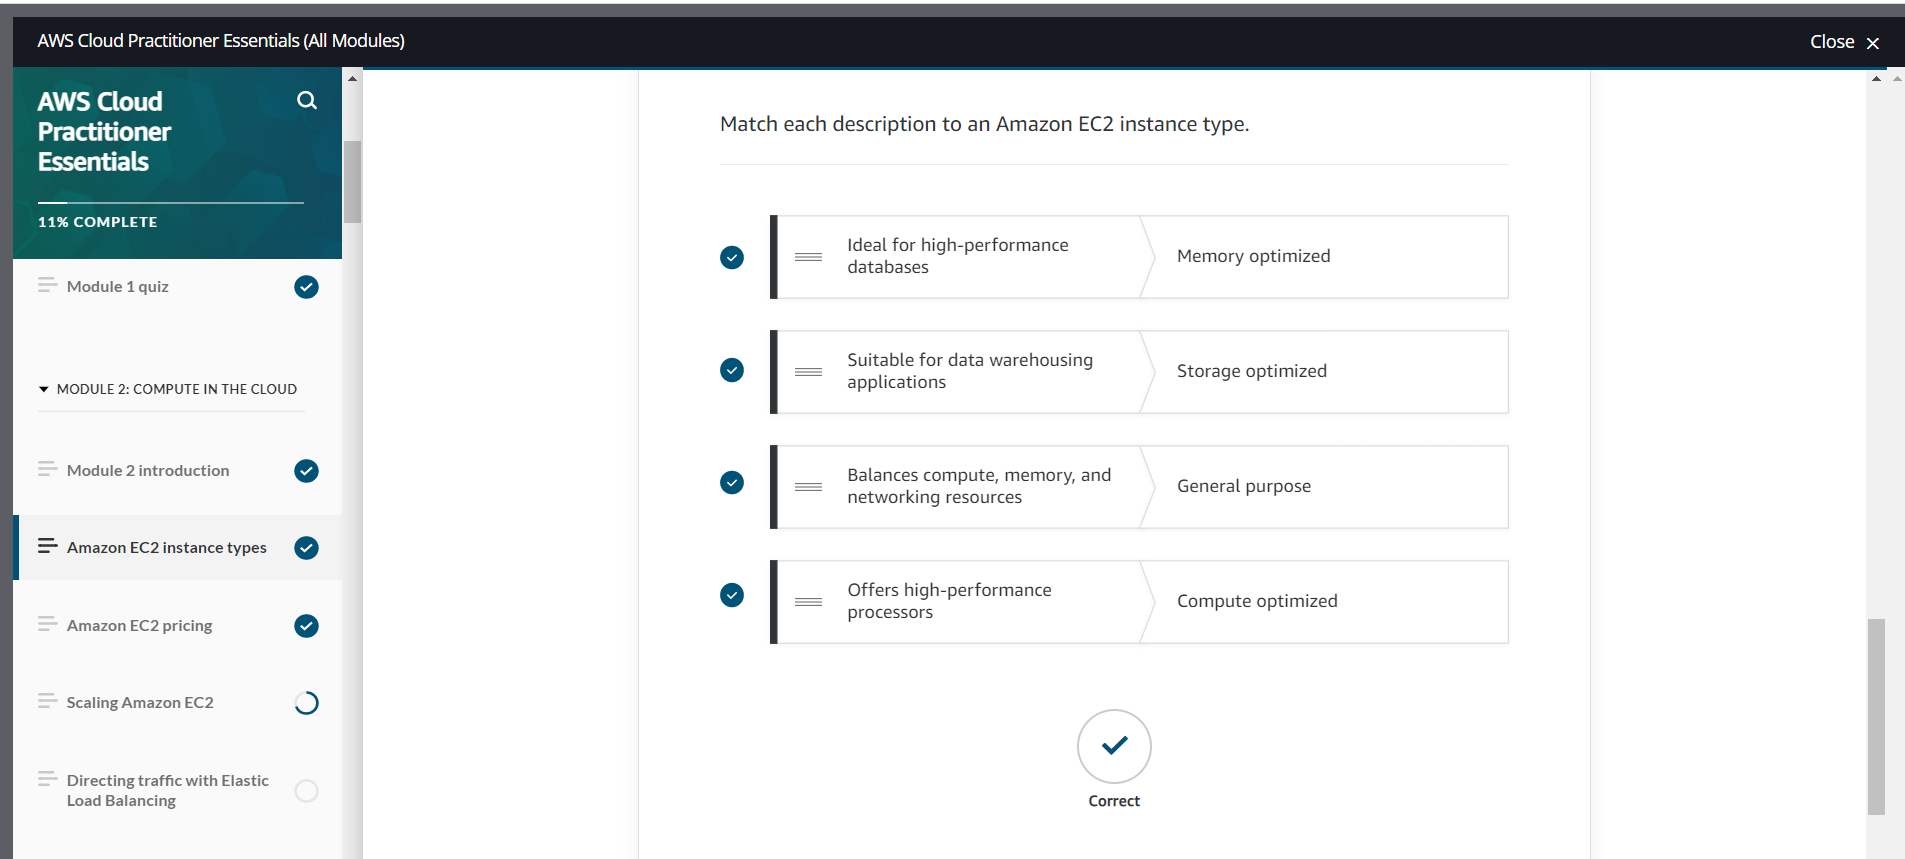 AWS Cloud Practitioner Essentials (All Modules)
Close
AWS Cloud
Practitioner
Essentials
11% COMPLETE
Module 1 quiz
MODULE 2: COMPUTE IN THE CLOUD
Module 2 introduction
Amazon EC2 instance types
Amazon EC2 pricing
Scaling Amazon EC2
Directing traffic with Elastic
Load Balancing
Match each description to an Amazon EC2 instance type.
Ideal for high-performance
databases
Memory optimized
Suitable for data warehousing
applications
Storage optimized
Balances compute, memory, and
networking resources
General purpose
Offers high-performance
processors
Compute optimized
Correct